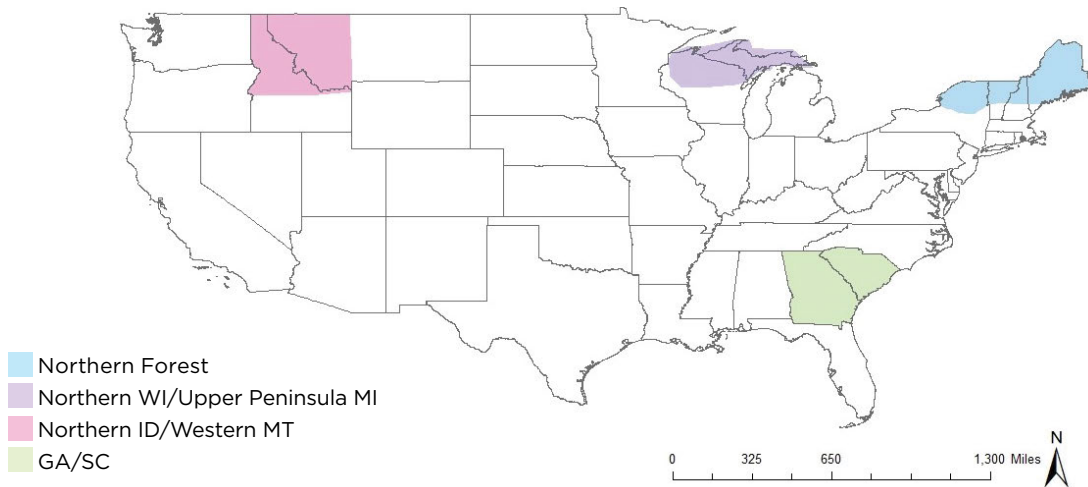 Northern Forest
Northern WI/Upper Peninsula MI
Northern ID/Western MT
GA/SC
N
0 325 650 1,300 Miles